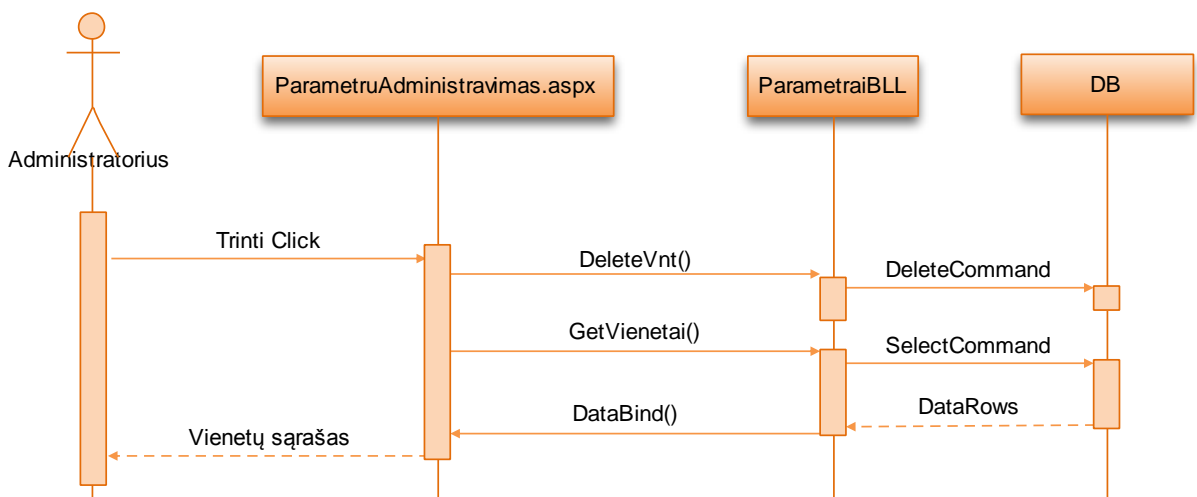 ParametruAdministravimas.aspx
ParametraiBLL
DB
Administratorius
Trinti Click
DeleteVnt()
DeleteCommand
GetVienetai()
SelectCommand
DataBind()
DataRows
Vienetų sąrašas